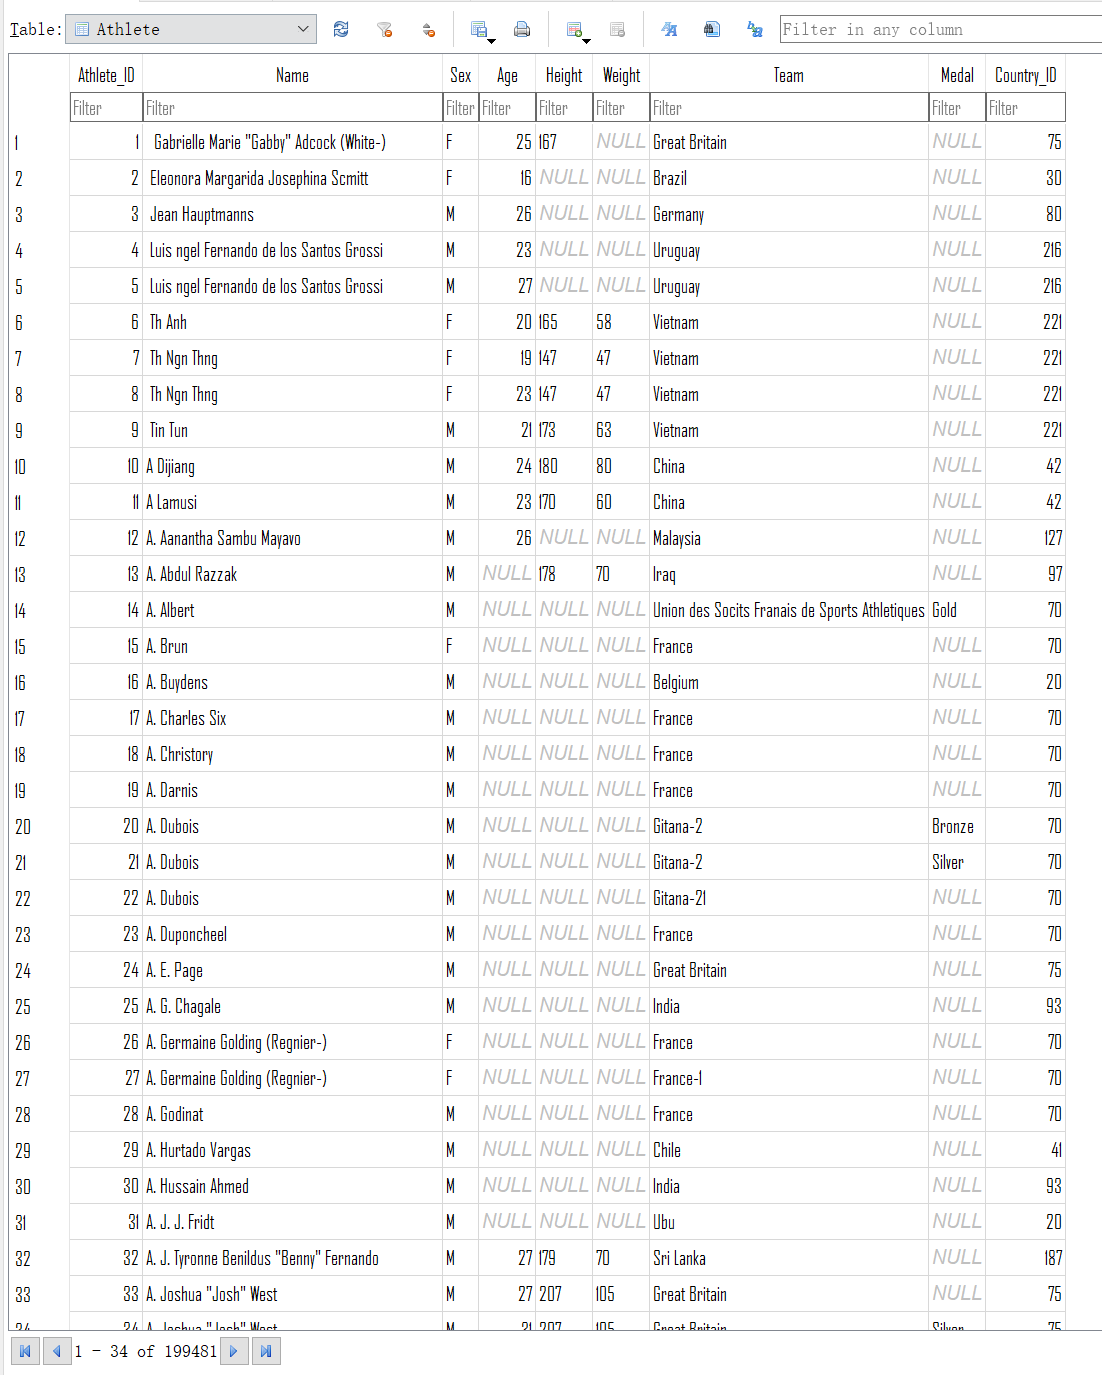 Table: Athlete Filter in any column
Athlete_ID Name Sex Age Height Weight Team Medal Country_ID
Filter Filter Filter Filter Filter Filter Filter Filter Filter
1 1 Gabrielle Marie "Gabby" Adcock (White-) F 25 167 NULL Great Britain NULL 75
2 2 Eleonora Margarida Josephina Scmitt F 16 NULL NULL Brazil NULL 30
3 3 Jean Hauptmanns M 26 NULL NULL Germany NULL 80
4 4 Luis ngel Fernando de los Santos Grossi M 23 NULL NULL Uruguay NULL 216
5 5 Luis ngel Fernando de los Santos Grossi M 27 NULL NULL Uruguay NULL 216
6 6 Th Anh F 20 165 58 Vietnam NULL 221
7 7 Th Ngn Thng F 19 147 47 Vietnam NULL 221
8 8 Th Ngn Thng F 23 147 47 Vietnam NULL 221
9 9 Tin Tun M 21 173 63 Vietnam NULL 221
10 10 A Dijiang M 24 180 80 China NULL 42
11 11 A Lamusi M 23 170 60 China NULL 42
12 12 A. Aanantha Sambu Mayavo M 26 NULL NULL Malaysia NULL 127
13 13 A. Abdul Razzak M NULL 178 70 Iraq NULL 97
14 14 A. Albert M NULL NULL NULL Union des Socits Franais de Sports Athletiques Gold 70
15 15 A. Brun F NULL NULL NULL France NULL 70
16 16 A. Buydens M NULL NULL NULL Belgium NULL 20
17 17 A. Charles Six M NULL NULL NULL France NULL 70
18 18 A. Christory M NULL NULL NULL France NULL 70
19 19 A. Darnis M NULL NULL NULL France NULL 70
20 20 A. Dubois M NULL NULL NULL Gitana-2 Bronze 70
21 21 A. Dubois M NULL NULL NULL Gitana-2 Silver 70
22 22 A. Dubois M NULL NULL NULL Gitana-21 NULL 70
23 23 A. Duponcheel M NULL NULL NULL France NULL 70
24 24 A. E. Page M NULL NULL NULL Great Britain NULL 75
25 25 A. G. Chagale M NULL NULL NULL India NULL 93
26 26 A. Germaine Golding (Regnier-) F NULL NULL NULL France NULL 70
27 27 A. Germaine Golding (Regnier-) F NULL NULL NULL France-1 NULL 70
28 28 A. Godinat M NULL NULL NULL France NULL 70
29 29 A. Hurtado Vargas M NULL NULL NULL Chile NULL 41
30 30 A. Hussain Ahmed M NULL NULL NULL India NULL 93
31 31 A. J. J. Fridt M NULL NULL NULL Ubu NULL 20
32 32 A. J. Tyronne Benildus "Benny" Fernando M 27 179 70 Sri Lanka NULL 187
33 33 A. Joshua "Josh" West M 27 207 105 Great Britain NULL 75
34 34 A. Joshua "Josh" West M 21 207 105 Great Britain Silver 75
1 - 34 of 199481